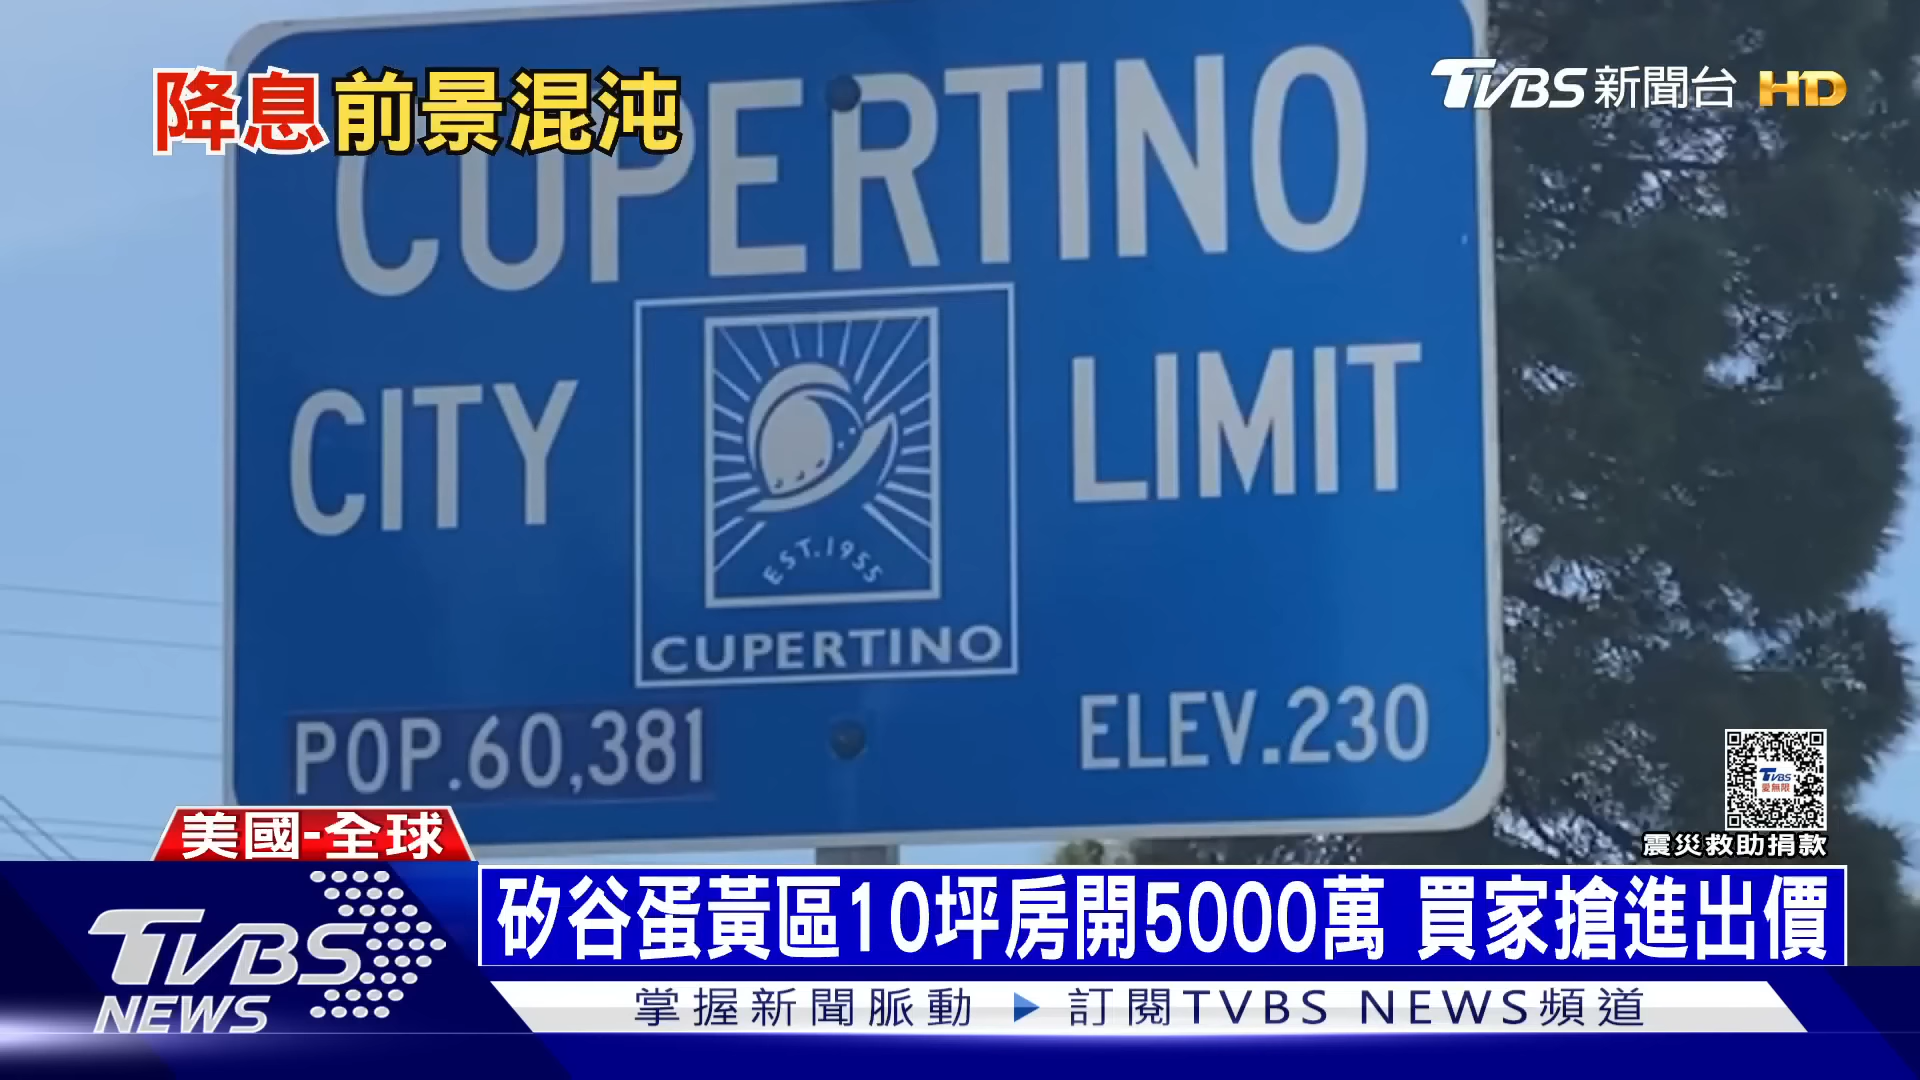 降息前景混沌
TVBS新聞台 HD
CUPERTINO
CITY LIMIT
EST. 1955
CUPERTINO
POP.60,381
ELEV.230
TVBS
愛無限
震災救助捐款
美國-全球
矽谷蛋黃區10坪房開5000萬 買家搶進出價
TVBS NEWS
掌握新聞脈動 ▶ 訂閱TVBS NEWS頻道